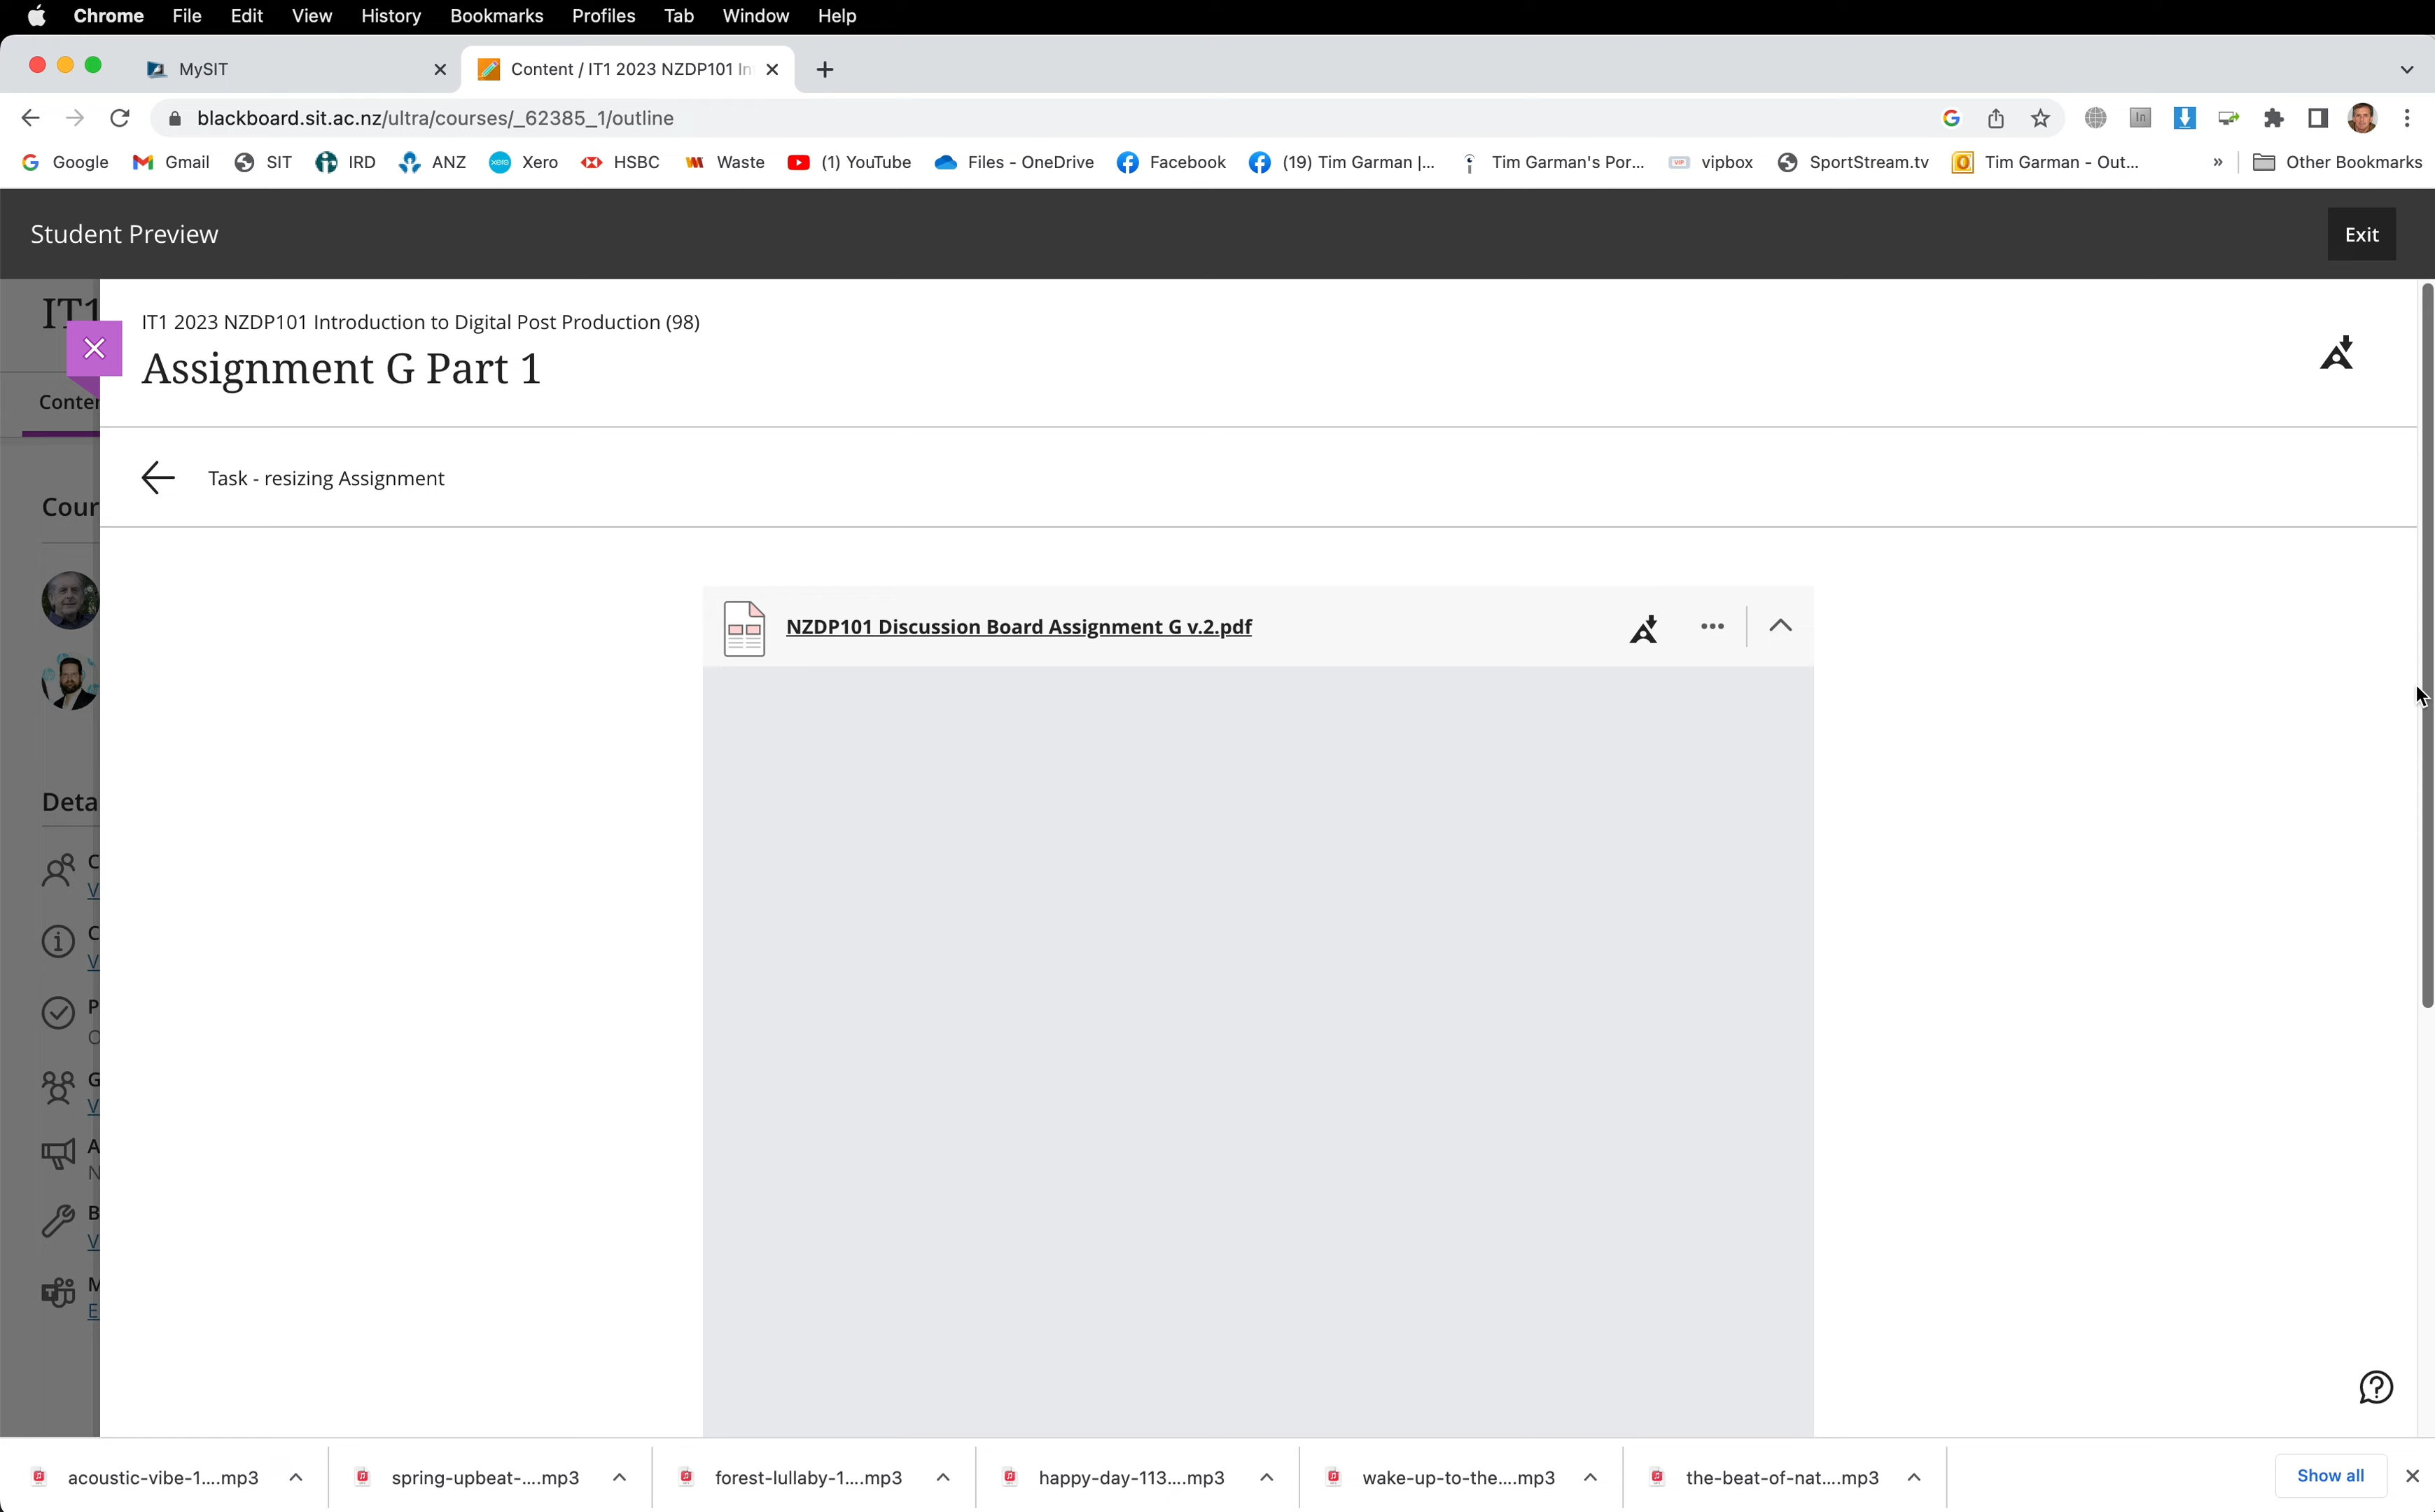 Chrome File Edit View History Bookmarks Profiles Tab Window Help
MySIT
Content / IT1 2023 NZDP101 In
blackboard.sit.ac.nz/ultra/courses/_62385_1/outline
Google Gmail SIT IRD ANZ Xero HSBC Waste (1) YouTube Files - OneDrive Facebook (19) Tim Garman |... Tim Garman's Por... vipbox SportStream.tv Tim Garman - Out... » Other Bookmarks
Student Preview
Exit
IT1
IT1 2023 NZDP101 Introduction to Digital Post Production (98)
Assignment G Part 1
Conter
Task - resizing Assignment
Cour
NZDP101 Discussion Board Assignment G v.2.pdf
Deta
C
V
C
V
P
G
V
A
N
B
V
M
E
acoustic-vibe-1....mp3
spring-upbeat-....mp3
forest-lullaby-1....mp3
happy-day-113....mp3
wake-up-to-the....mp3
the-beat-of-nat....mp3
Show all